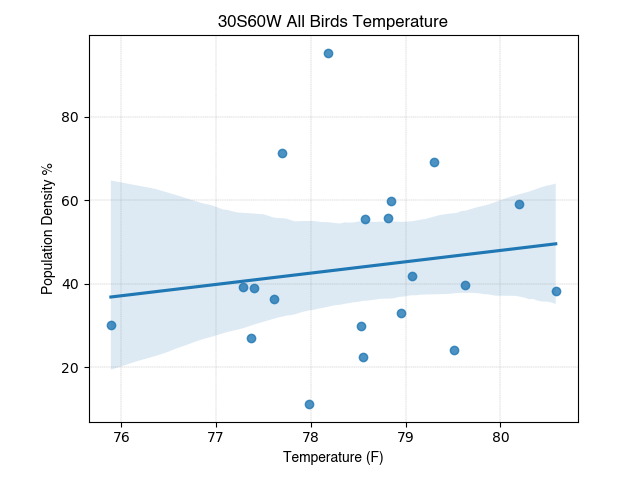 30S60W All Birds Temperature
Population Density %
80
60
40
20
76 77 78 79 80
Temperature (F)